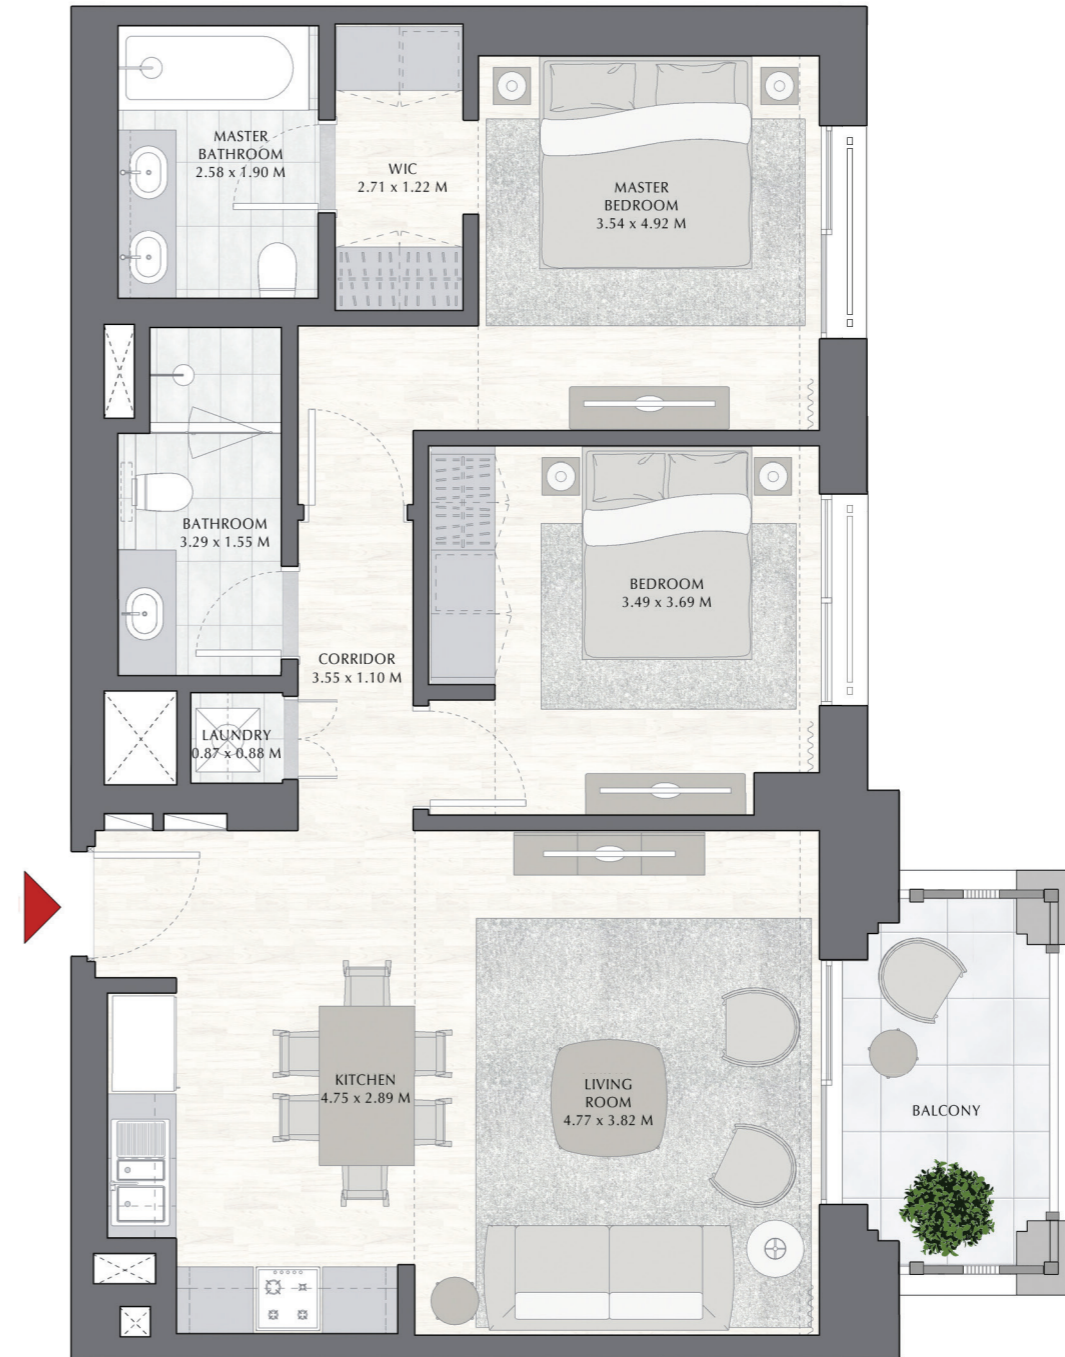 MASTER
BATHROOM
2.58 x 1.90 M
WIC
2.71 x 1.22 M
MASTER
BEDROOM
3.54 x 4.92 M
BATHROOM
3.29 x 1.55 M
BEDROOM
3.49 x 3.69 M
CORRIDOR
3.55 x 1.10 M
LAUNDRY
0.87 x 0.88 M
KITCHEN
4.75 x 2.89 M
LIVING
ROOM
4.77 x 3.82 M
BALCONY